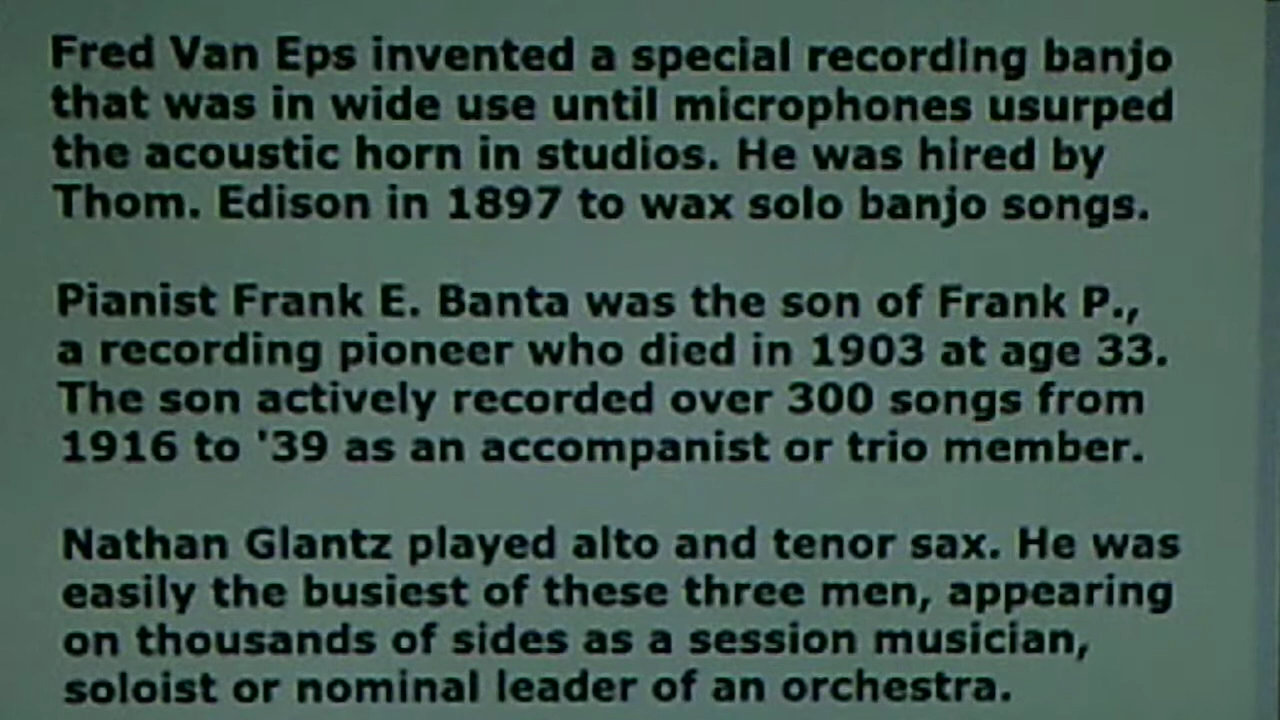 Fred Van Eps invented a special recording banjo
that was in wide use until microphones usurped
the acoustic horn in studios. He was hired by
Thom. Edison in 1897 to wax solo banjo songs.
Pianist Frank E. Banta was the son of Frank P.,
a recording pioneer who died in 1903 at age 33.
The son actively recorded over 300 songs from
1916 to '39 as an accompanist or trio member.
Nathan Glantz played alto and tenor sax. He was
easily the busiest of these three men, appearing
on thousands of sides as a session musician,
soloist or nominal leader of an orchestra.